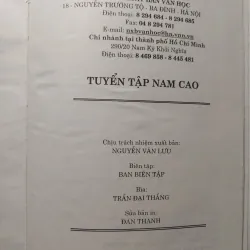 18 - NGUYỄN TRƯỜNG TỘ - BA ĐÌNH - HÀ NỘI
Điện thoại: 8 294 684 - 8 294 685
Fax: 04 8 294 781
E-mail: nxbvanhoc@hn.vnn.vn
Chi nhánh tại thành phố Hồ Chí Minh
290/20 Nam Kỳ Khởi Nghĩa
Điện thoại: 8 469 858 - 8 445 481
TUYỂN TẬP NAM CAO
Chịu trách nhiệm xuất bản:
NGUYỄN VĂN LƯU
Biên tập:
BAN BIÊN TẬP
Bìa:
TRẦN ĐẠI THẮNG
Sửa bản in:
ĐAN THANH